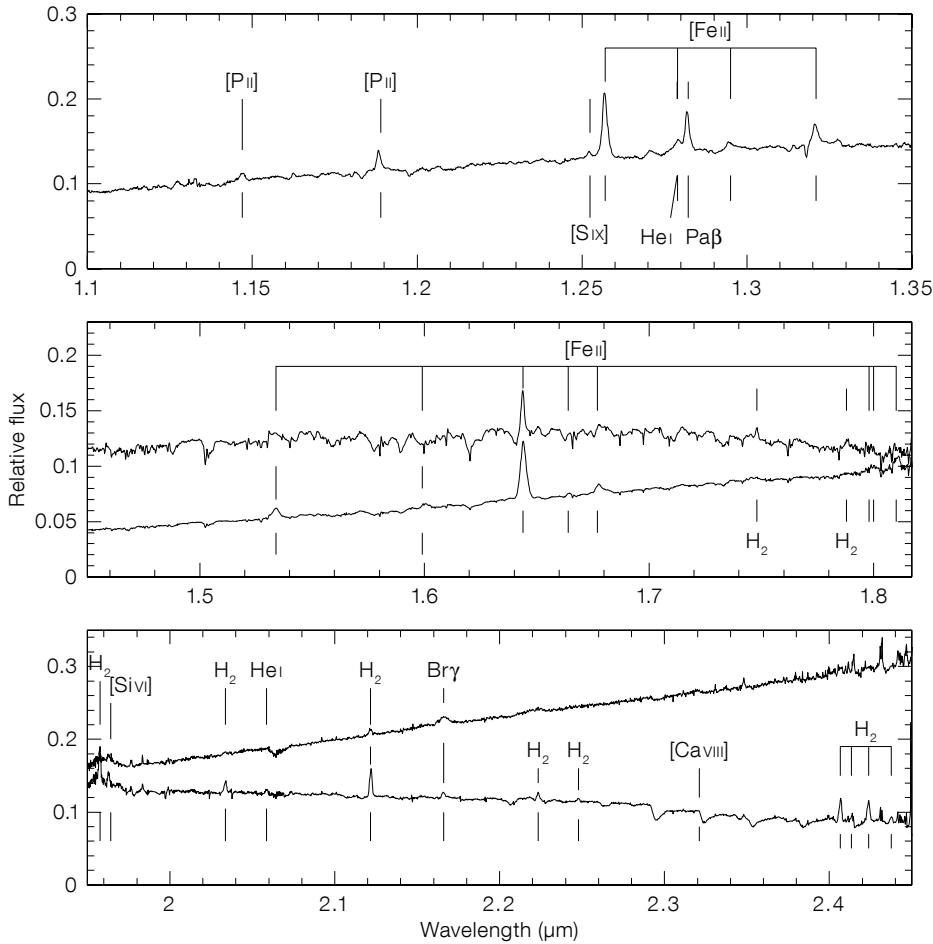 0.3
[Fe II]
[P II] [P II]
0.2
0.1
[S IX] He I Paβ
0
1.1 1.15 1.2 1.25 1.3 1.35
[Fe II]
0.2
0.15
0.1
0.05
H₂ H₂
0
1.5 1.6 1.7 1.8
Relative flux
H₂ [Si VI] H₂ He I H₂ Brγ
0.3
H₂
0.2
H₂ H₂ [Ca VIII]
0.1
0
2 2.1 2.2 2.3 2.4
Wavelength (μm)